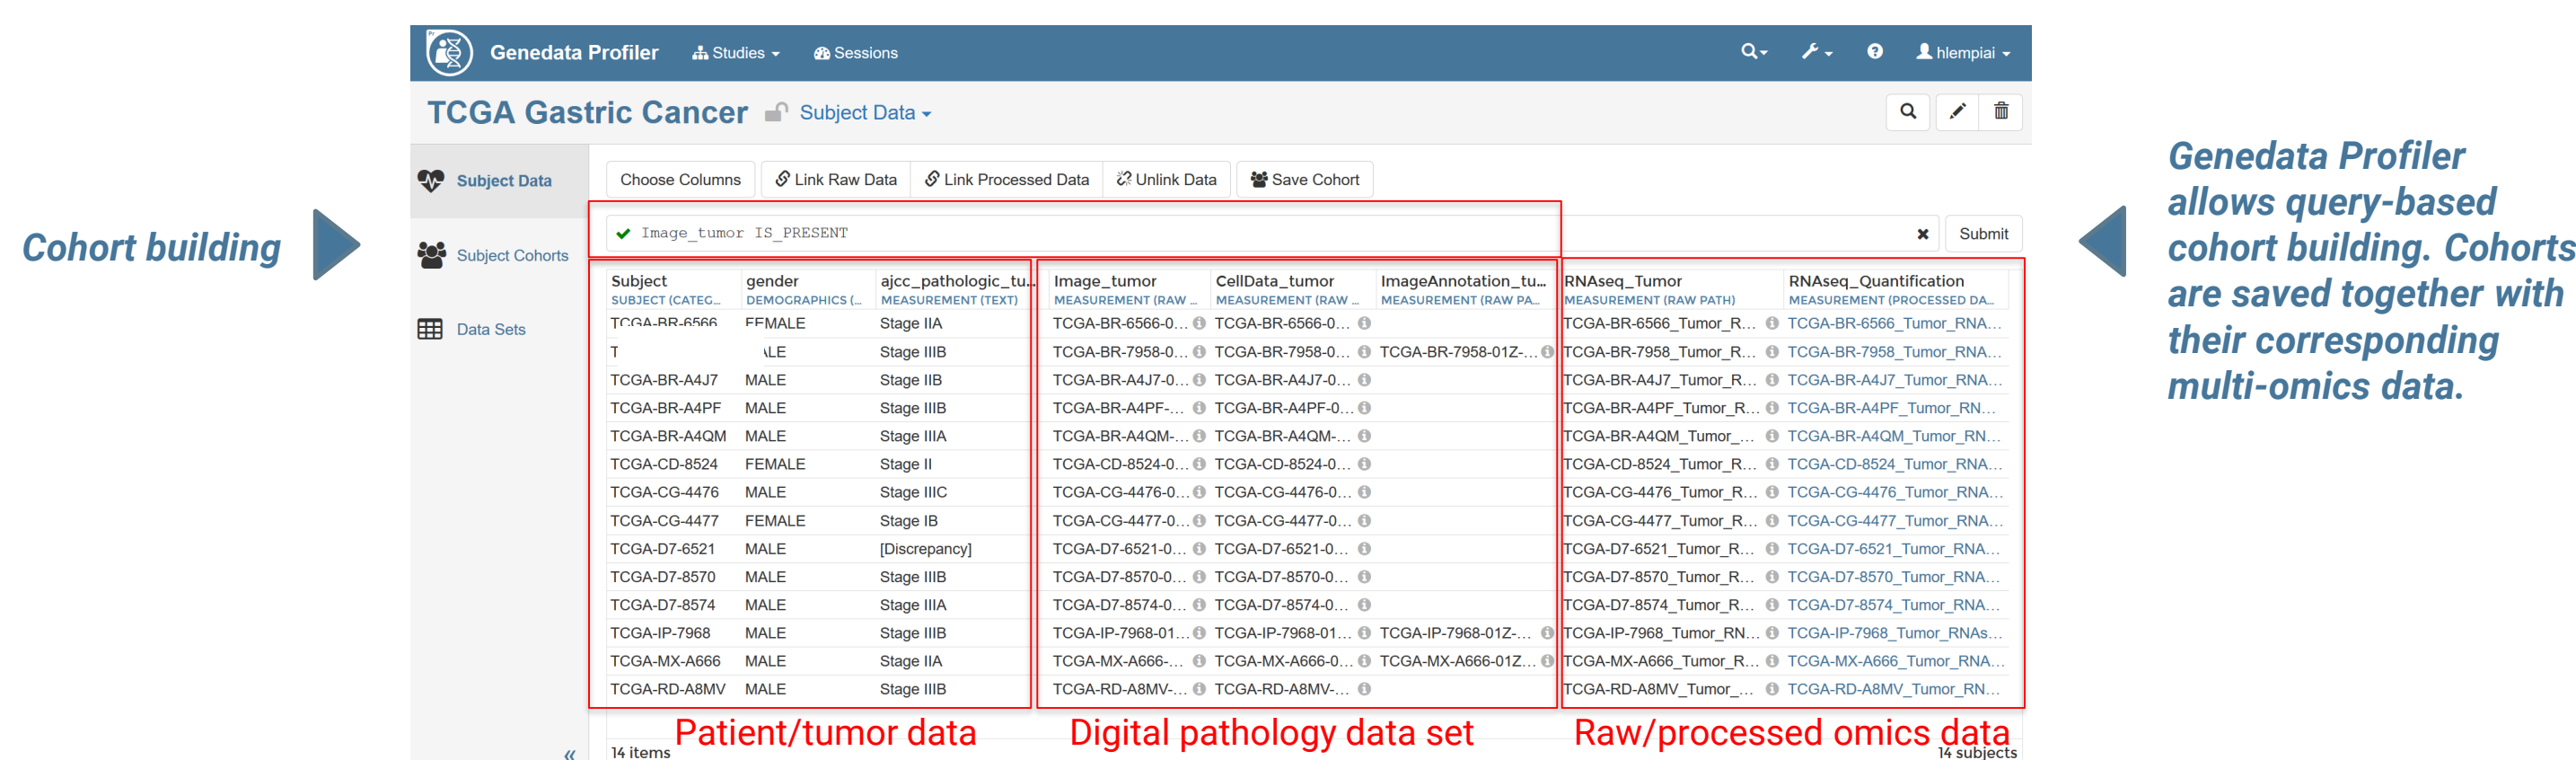 Genedata Profiler Studies Sessions hlempiai
TCGA Gastric Cancer Subject Data
Cohort building
Subject Data
Subject Cohorts
Data Sets
Choose Columns Link Raw Data Link Processed Data Unlink Data Save Cohort
Image_tumor IS_PRESENT Submit
Subject gender ajcc_pathologic_tu... Image_tumor CellData_tumor ImageAnnotation_tu... RNAseq_Tumor RNAseq_Quantification
SUBJECT (CATEG... DEMOGRAPHICS (... MEASUREMENT (TEXT) MEASUREMENT (RAW ... MEASUREMENT (RAW ... MEASUREMENT (RAW PA... MEASUREMENT (RAW PATH) MEASUREMENT (PROCESSED DA...
TCGA-BR-6566 FEMALE Stage IIA TCGA-BR-6566-0... TCGA-BR-6566-0... TCGA-BR-6566_Tumor_R... TCGA-BR-6566_Tumor_RNA...
Stage IIIB TCGA-BR-7958-0... TCGA-BR-7958-0... TCGA-BR-7958-01Z-... TCGA-BR-7958_Tumor_R... TCGA-BR-7958_Tumor_RNA...
TCGA-BR-A4J7 MALE Stage IIB TCGA-BR-A4J7-0... TCGA-BR-A4J7-0... TCGA-BR-A4J7_Tumor_R... TCGA-BR-A4J7_Tumor_RNA...
TCGA-BR-A4PF MALE Stage IIIB TCGA-BR-A4PF-... TCGA-BR-A4PF-0... TCGA-BR-A4PF_Tumor_R... TCGA-BR-A4PF_Tumor_RN...
TCGA-BR-A4QM MALE Stage IIIA TCGA-BR-A4QM-... TCGA-BR-A4QM-... TCGA-BR-A4QM_Tumor_... TCGA-BR-A4QM_Tumor_RN...
TCGA-CD-8524 FEMALE Stage II TCGA-CD-8524-0... TCGA-CD-8524-0... TCGA-CD-8524_Tumor_R... TCGA-CD-8524_Tumor_RNA...
TCGA-CG-4476 MALE Stage IIIC TCGA-CG-4476-0... TCGA-CG-4476-0... TCGA-CG-4476_Tumor_R... TCGA-CG-4476_Tumor_RNA...
TCGA-CG-4477 FEMALE Stage IB TCGA-CG-4477-0... TCGA-CG-4477-0... TCGA-CG-4477_Tumor_R... TCGA-CG-4477_Tumor_RNA...
TCGA-D7-6521 MALE [Discrepancy] TCGA-D7-6521-0... TCGA-D7-6521-0... TCGA-D7-6521_Tumor_R... TCGA-D7-6521_Tumor_RNA...
TCGA-D7-8570 MALE Stage IIIB TCGA-D7-8570-0... TCGA-D7-8570-0... TCGA-D7-8570_Tumor_R... TCGA-D7-8570_Tumor_RNA...
TCGA-D7-8574 MALE Stage IIIA TCGA-D7-8574-0... TCGA-D7-8574-0... TCGA-D7-8574_Tumor_R... TCGA-D7-8574_Tumor_RNA...
TCGA-IP-7968 MALE Stage IIIB TCGA-IP-7968-01... TCGA-IP-7968-01... TCGA-IP-7968-01Z-... TCGA-IP-7968_Tumor_RN... TCGA-IP-7968_Tumor_RNAs...
TCGA-MX-A666 MALE Stage IIA TCGA-MX-A666-... TCGA-MX-A666-0... TCGA-MX-A666-01Z... TCGA-MX-A666_Tumor_R... TCGA-MX-A666_Tumor_RNA...
TCGA-RD-A8MV MALE Stage IIIB TCGA-RD-A8MV-... TCGA-RD-A8MV-... TCGA-RD-A8MV_Tumor_... TCGA-RD-A8MV_Tumor_RN...
Patient/tumor data Digital pathology data set Raw/processed omics data
14 items 14 subjects
Genedata Profiler
allows query-based
cohort building. Cohorts
are saved together with
their corresponding
multi-omics data.